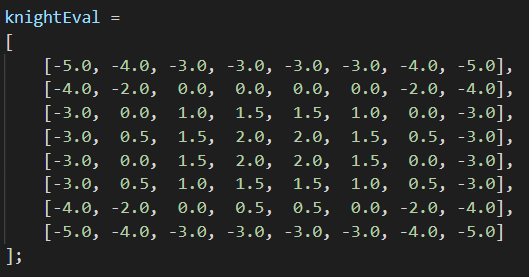 knightEval =
[
    [-5.0, -4.0, -3.0, -3.0, -3.0, -3.0, -4.0, -5.0],
    [-4.0, -2.0,  0.0,  0.0,  0.0,  0.0, -2.0, -4.0],
    [-3.0,  0.0,  1.0,  1.5,  1.5,  1.0,  0.0, -3.0],
    [-3.0,  0.5,  1.5,  2.0,  2.0,  1.5,  0.5, -3.0],
    [-3.0,  0.0,  1.5,  2.0,  2.0,  1.5,  0.0, -3.0],
    [-3.0,  0.5,  1.0,  1.5,  1.5,  1.0,  0.5, -3.0],
    [-4.0, -2.0,  0.0,  0.5,  0.5,  0.0, -2.0, -4.0],
    [-5.0, -4.0, -3.0, -3.0, -3.0, -3.0, -4.0, -5.0]
];